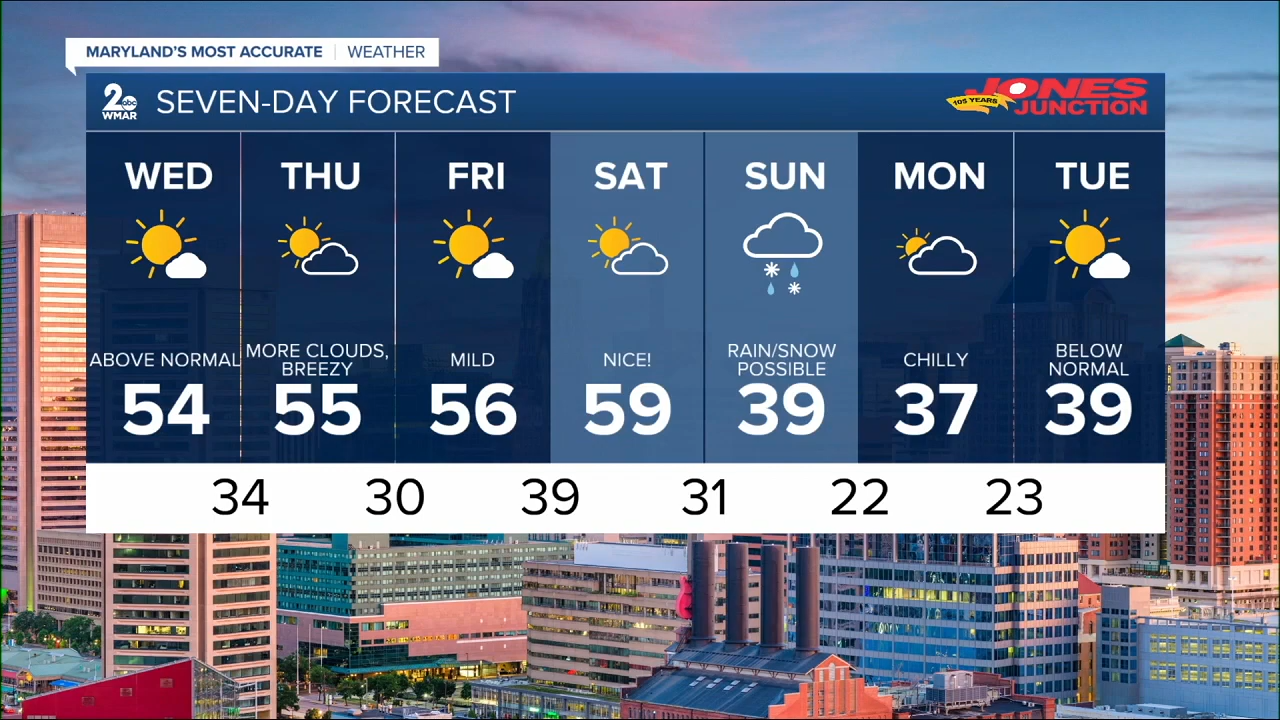 MARYLAND'S MOST ACCURATE | WEATHER
2 abc
WMAR
SEVEN-DAY FORECAST
JONES
105 YEARS
JUNCTION
WED THU FRI SAT SUN MON TUE
ABOVE NORMAL
54
MORE CLOUDS,
BREEZY
55
MILD
56
NICE!
59
RAIN/SNOW
POSSIBLE
39
CHILLY
37
BELOW
NORMAL
39
34 30 39 31 22 23